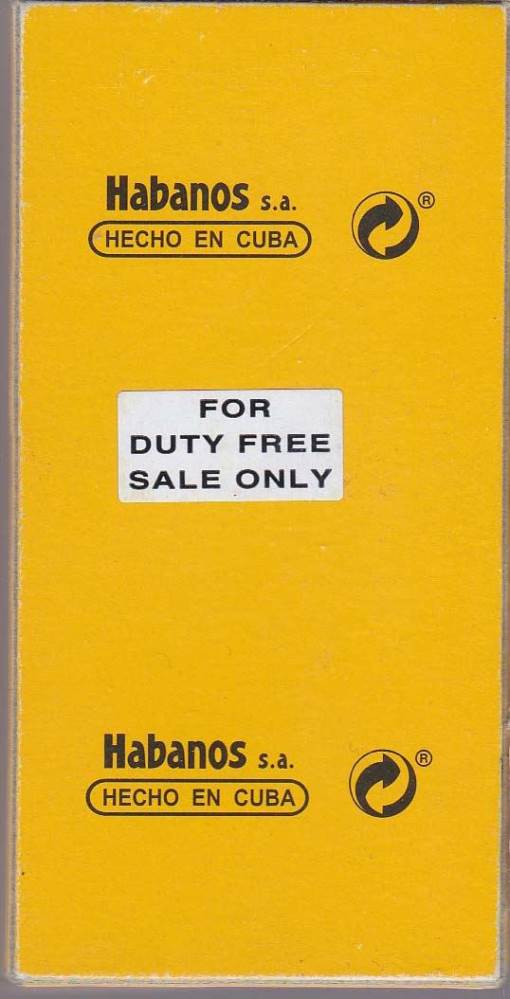 Habanos s.a.
HECHO EN CUBA
®
FOR
DUTY FREE
SALE ONLY
Habanos s.a.
HECHO EN CUBA
®